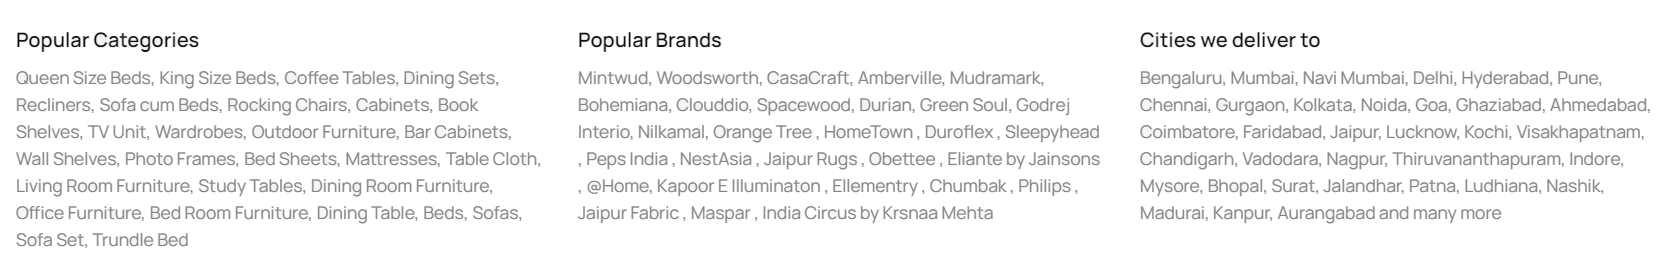 Popular Categories
Queen Size Beds, King Size Beds, Coffee Tables, Dining Sets,
Recliners, Sofa cum Beds, Rocking Chairs, Cabinets, Book
Shelves, TV Unit, Wardrobes, Outdoor Furniture, Bar Cabinets,
Wall Shelves, Photo Frames, Bed Sheets, Mattresses, Table Cloth,
Living Room Furniture, Study Tables, Dining Room Furniture,
Office Furniture, Bed Room Furniture, Dining Table, Beds, Sofas,
Sofa Set, Trundle Bed
Popular Brands
Mintwud, Woodsworth, CasaCraft, Amberville, Mudramark,
Bohemiana, Clouddio, Spacewood, Durian, Green Soul, Godrej
Interio, Nilkamal, Orange Tree , HomeTown , Duroflex , Sleepyhead
, Peps India , NestAsia , Jaipur Rugs , Obettee , Eliante by Jainsons
, @Home, Kapoor E Illuminaton , Ellementry , Chumbak , Philips ,
Jaipur Fabric , Maspar , India Circus by Krsnaa Mehta
Cities we deliver to
Bengaluru, Mumbai, Navi Mumbai, Delhi, Hyderabad, Pune,
Chennai, Gurgaon, Kolkata, Noida, Goa, Ghaziabad, Ahmedabad,
Coimbatore, Faridabad, Jaipur, Lucknow, Kochi, Visakhapatnam,
Chandigarh, Vadodara, Nagpur, Thiruvananthapuram, Indore,
Mysore, Bhopal, Surat, Jalandhar, Patna, Ludhiana, Nashik,
Madurai, Kanpur, Aurangabad and many more